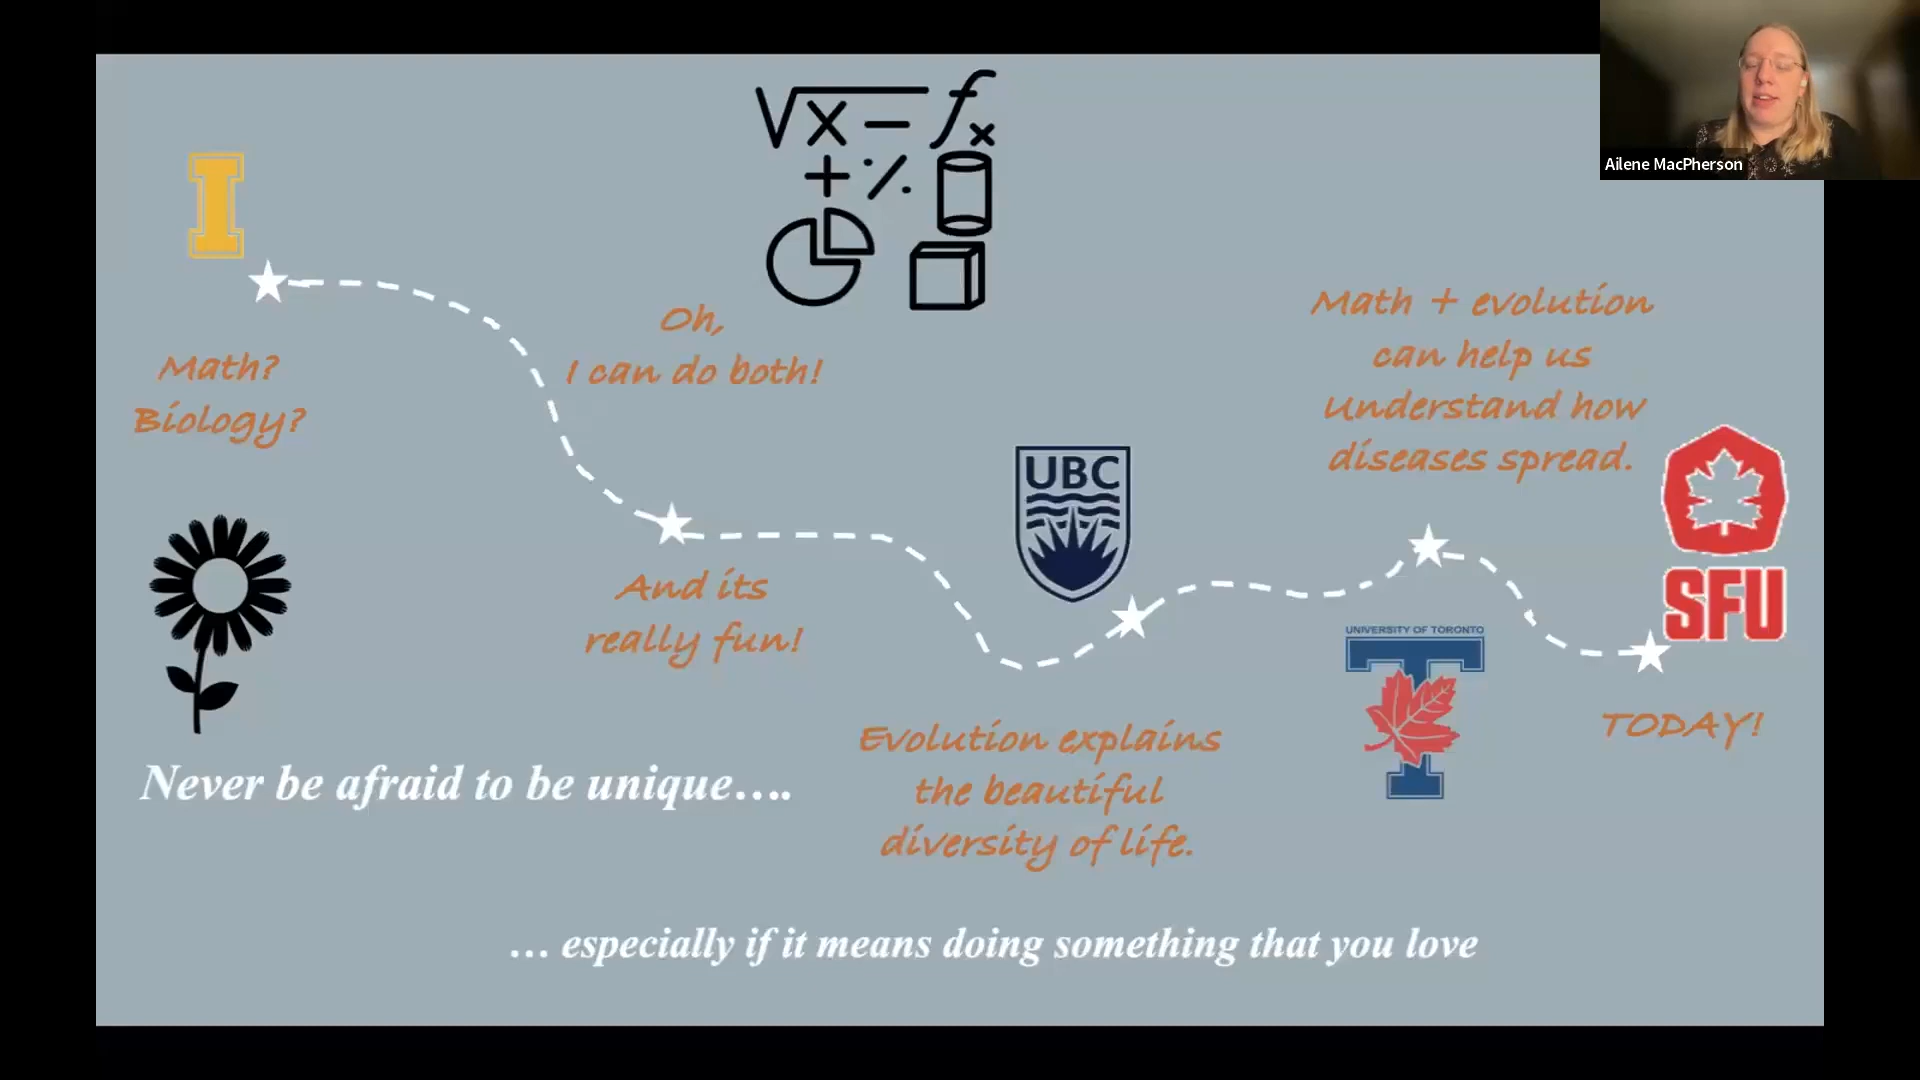 √x – fx
+ %
Ailene MacPherson
I
Math?
Biology?
Oh,
I can do both!
And its
really fun!
UBC
Evolution explains
the beautiful
diversity of life.
Math + evolution
can help us
Understand how
diseases spread.
UNIVERSITY OF TORONTO
T
SFU
TODAY!
Never be afraid to be unique….
… especially if it means doing something that you love